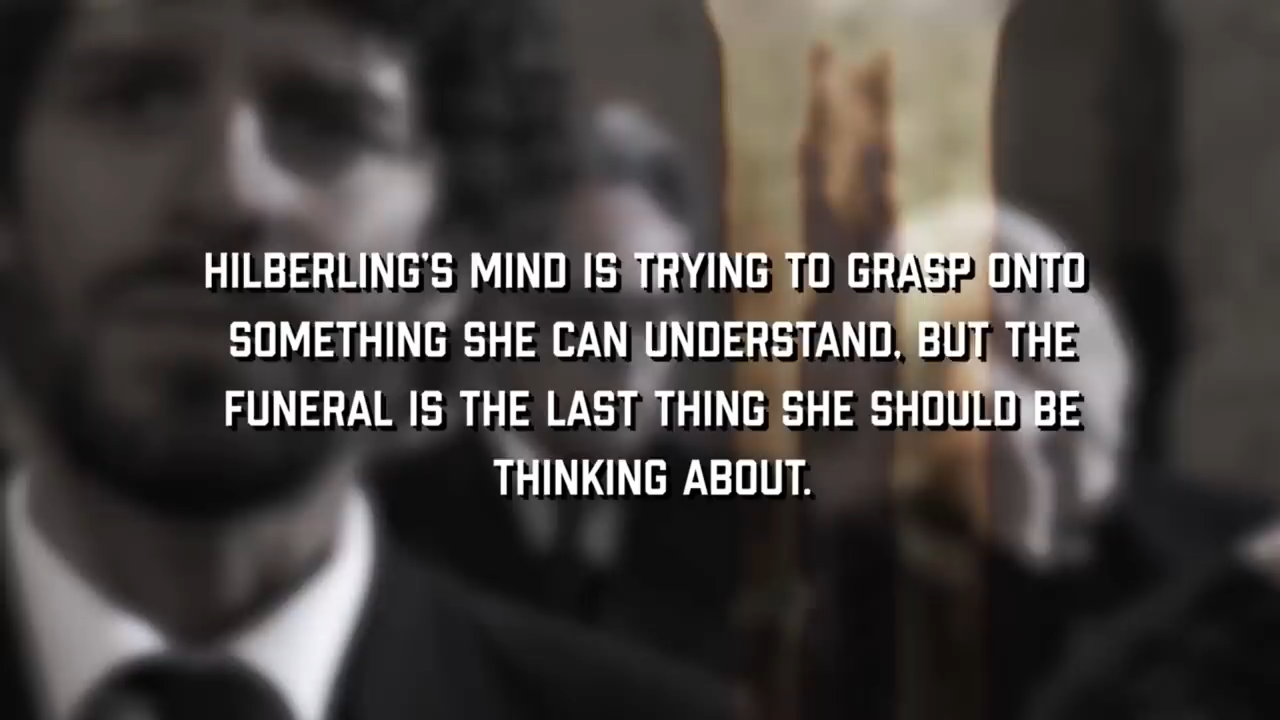 HILBERLING'S MIND IS TRYING TO GRASP ONTO
SOMETHING SHE CAN UNDERSTAND, BUT THE
FUNERAL IS THE LAST THING SHE SHOULD BE
THINKING ABOUT.